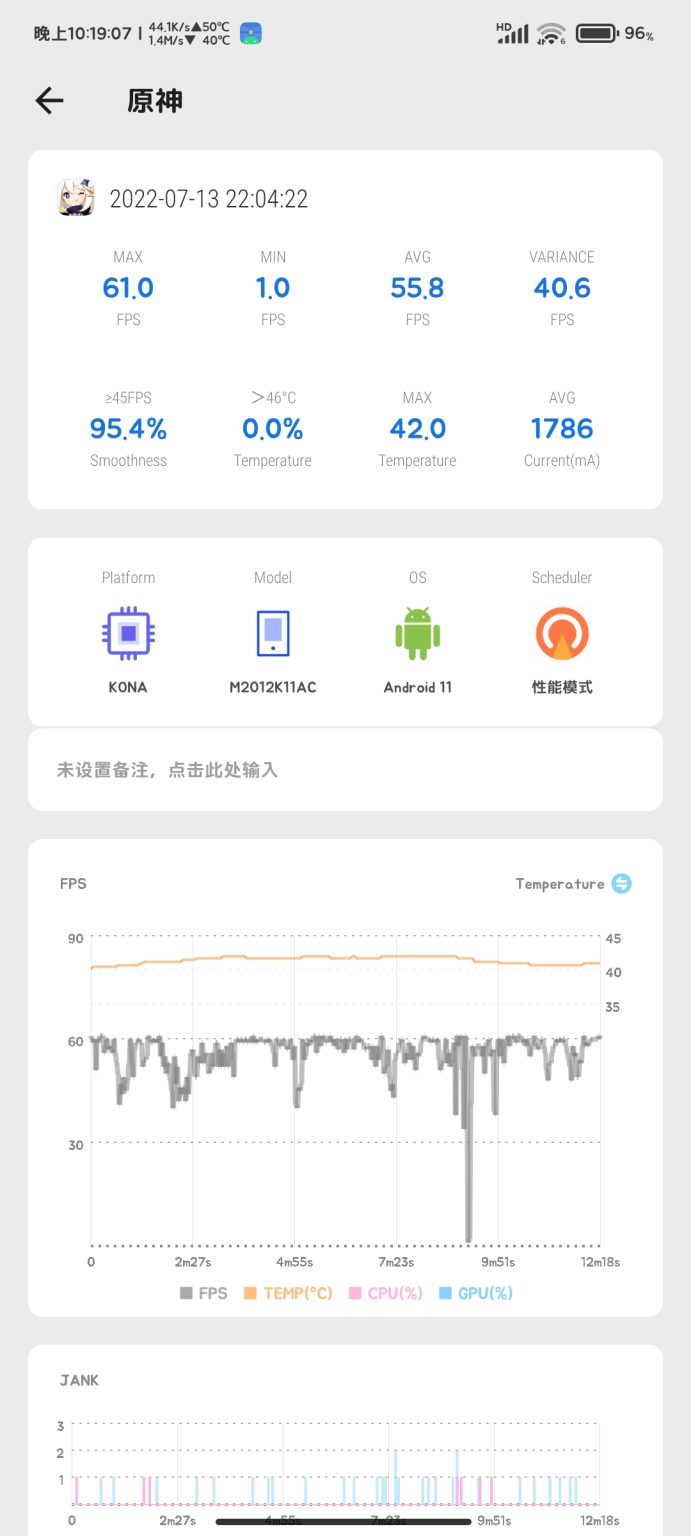 晚上10:19:07 | 44.1K/s▲50℃ HD 96%
1.4M/s▼ 40℃ 6
原神
2022-07-13 22:04:22
MAX MIN AVG VARIANCE
61.0 1.0 55.8 40.6
FPS FPS FPS FPS
≥45FPS >46°C MAX AVG
95.4% 0.0% 42.0 1786
Smoothness Temperature Temperature Current(mA)
Platform Model OS Scheduler
KONA M2012K11AC Android 11 性能模式
未设置备注，点击此处输入
FPS Temperature
90 45
40
35
60
30
0 2m27s 4m55s 7m23s 9m51s 12m18s
FPS TEMP(°C) CPU(%) GPU(%)
JANK
3
2
1
0 2m27s 4m55s 7m23s 9m51s 12m18s